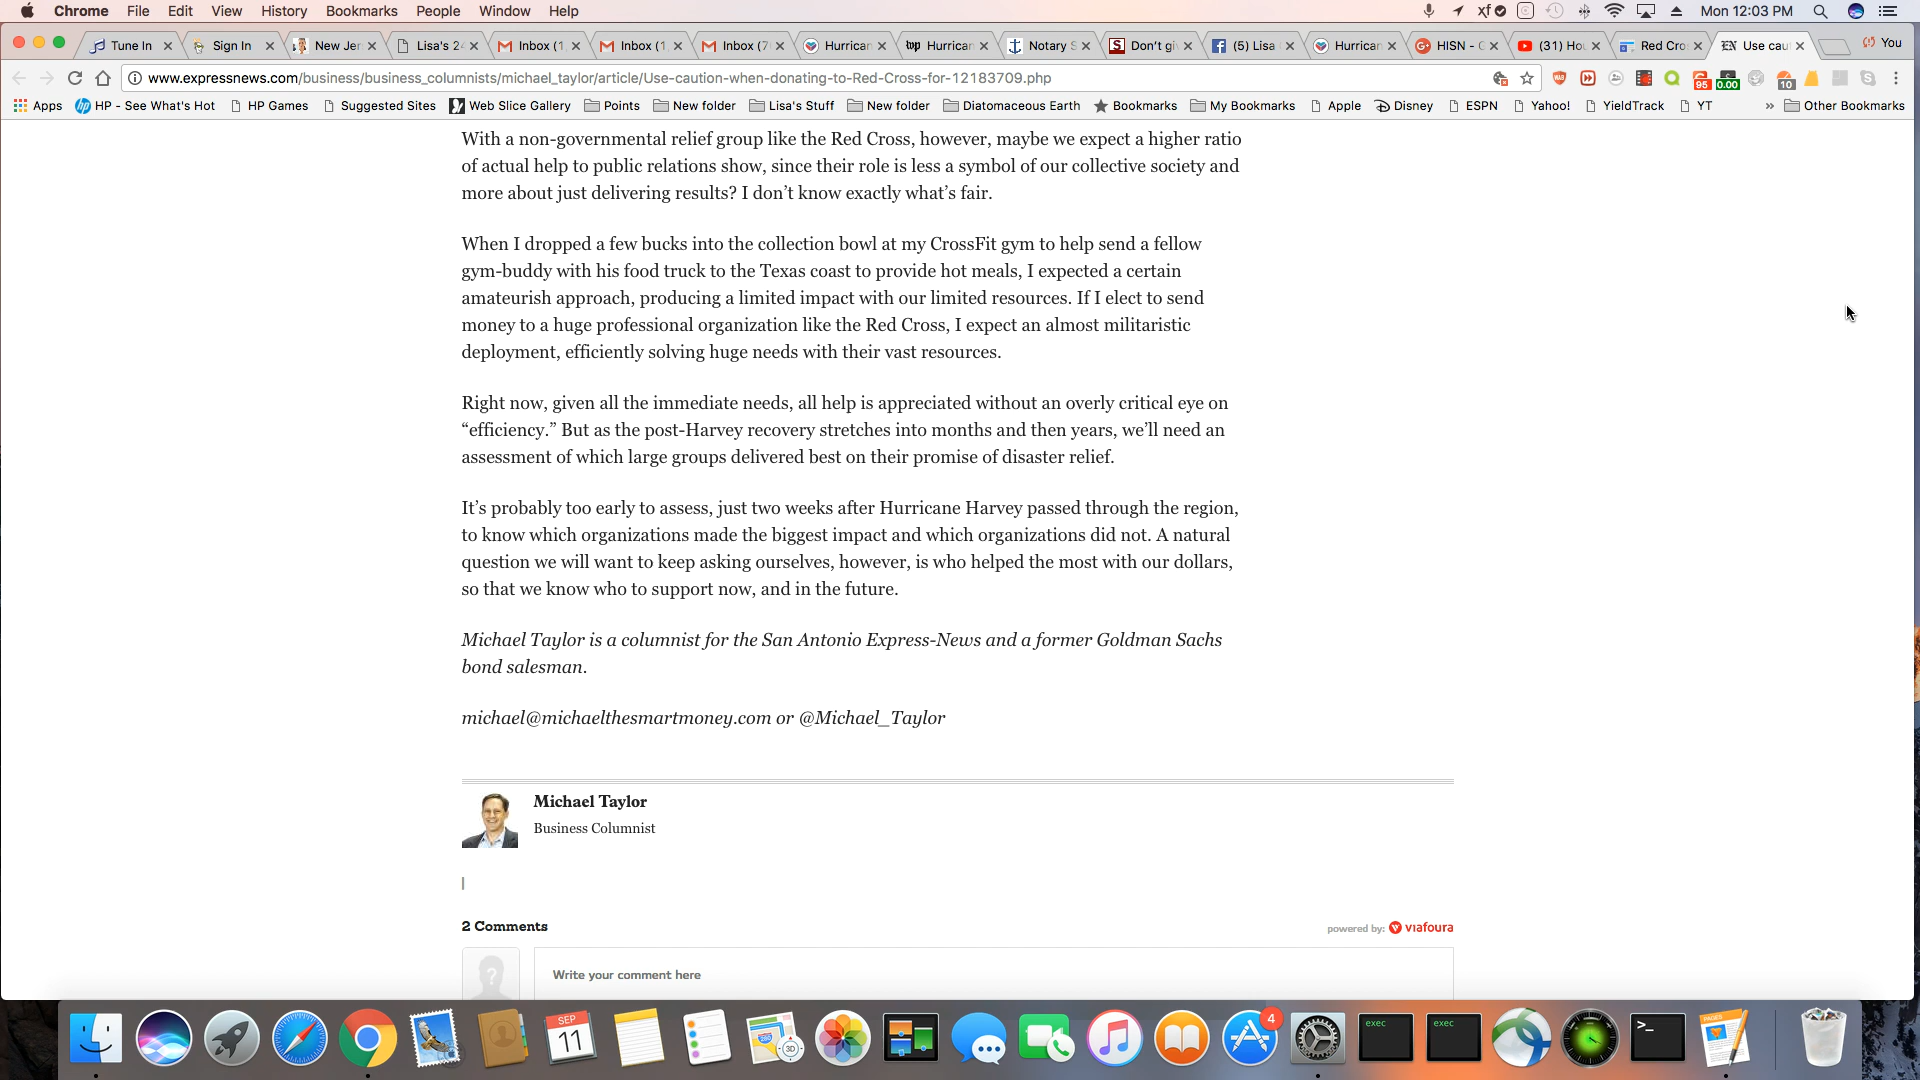 Chrome File Edit View History Bookmarks People Window Help Mon 12:03 PM
Tune In Sign In New Jer Lisa's 2 Inbox (1 Inbox (1 Inbox (7 Hurrican Hurrican Notary S Don't gi (5) Lisa Hurrican HISN - (31) Ho Red Cro Use cau You
www.expressnews.com/business/business_columnists/michael_taylor/article/Use-caution-when-donating-to-Red-Cross-for-12183709.php 95 0.00 10
Apps HP - See What's Hot HP Games Suggested Sites Web Slice Gallery Points New folder Lisa's Stuff New folder Diatomaceous Earth Bookmarks My Bookmarks Apple Disney ESPN Yahoo! YieldTrack YT » Other Bookmarks
With a non-governmental relief group like the Red Cross, however, maybe we expect a higher ratio
of actual help to public relations show, since their role is less a symbol of our collective society and
more about just delivering results? I don't know exactly what's fair.
When I dropped a few bucks into the collection bowl at my CrossFit gym to help send a fellow
gym-buddy with his food truck to the Texas coast to provide hot meals, I expected a certain
amateurish approach, producing a limited impact with our limited resources. If I elect to send
money to a huge professional organization like the Red Cross, I expect an almost militaristic
deployment, efficiently solving huge needs with their vast resources.
Right now, given all the immediate needs, all help is appreciated without an overly critical eye on
“efficiency.” But as the post-Harvey recovery stretches into months and then years, we'll need an
assessment of which large groups delivered best on their promise of disaster relief.
It's probably too early to assess, just two weeks after Hurricane Harvey passed through the region,
to know which organizations made the biggest impact and which organizations did not. A natural
question we will want to keep asking ourselves, however, is who helped the most with our dollars,
so that we know who to support now, and in the future.
Michael Taylor is a columnist for the San Antonio Express-News and a former Goldman Sachs
bond salesman.
michael@michaelthesmartmoney.com or @Michael_Taylor
Michael Taylor
Business Columnist
|
2 Comments
powered by: viafoura
Write your comment here
SEP
11
4
exec
exec